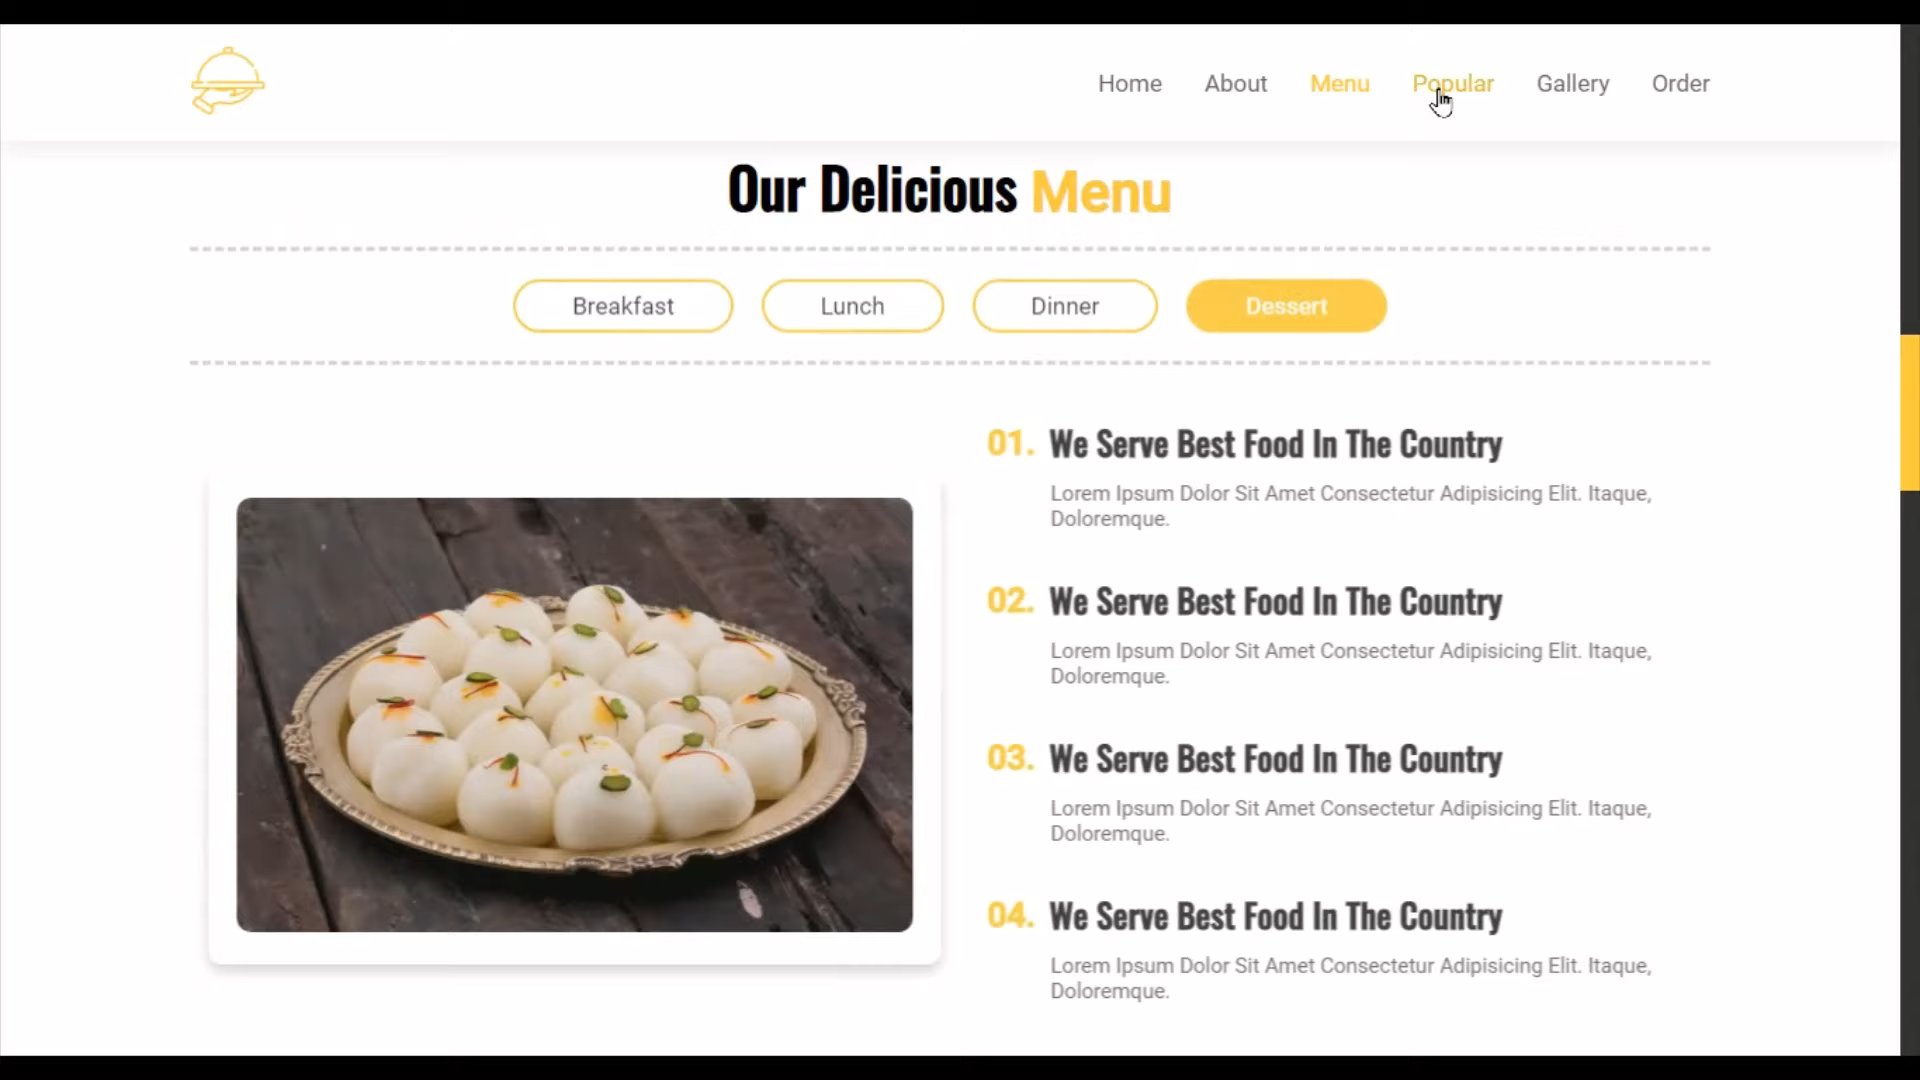 Home About Menu Popular Gallery Order
Our Delicious Menu
Breakfast Lunch Dinner Dessert
01. We Serve Best Food In The Country
Lorem Ipsum Dolor Sit Amet Consectetur Adipisicing Elit. Itaque,
Doloremque.
02. We Serve Best Food In The Country
Lorem Ipsum Dolor Sit Amet Consectetur Adipisicing Elit. Itaque,
Doloremque.
03. We Serve Best Food In The Country
Lorem Ipsum Dolor Sit Amet Consectetur Adipisicing Elit. Itaque,
Doloremque.
04. We Serve Best Food In The Country
Lorem Ipsum Dolor Sit Amet Consectetur Adipisicing Elit. Itaque,
Doloremque.